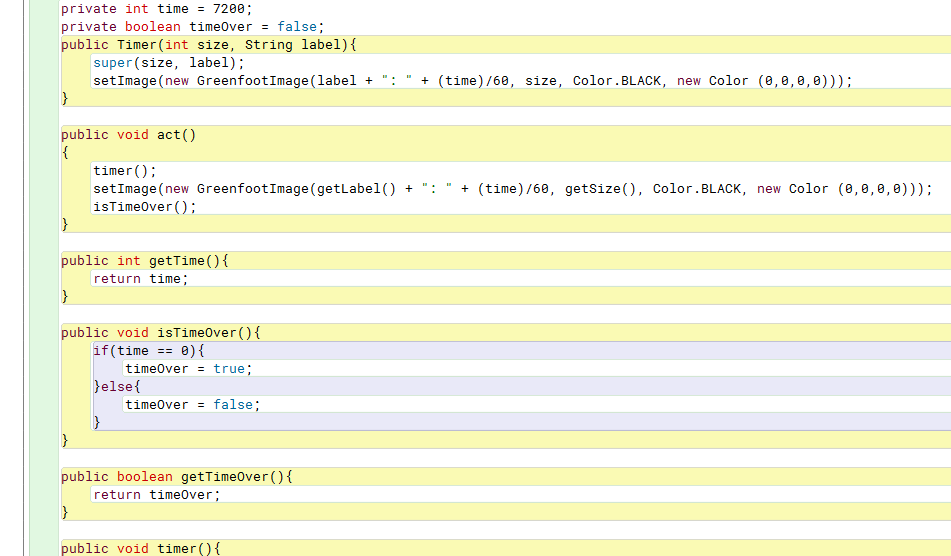 private int time = 7200;
private boolean timeOver = false;
public Timer(int size, String label){
super(size, label);
setImage(new GreenfootImage(label + ": " + (time)/60, size, Color.BLACK, new Color (0,0,0,0)));
}
public void act()
{
timer();
setImage(new GreenfootImage(getLabel() + ": " + (time)/60, getSize(), Color.BLACK, new Color (0,0,0,0)));
isTimeOver();
}
public int getTime(){
return time;
}
public void isTimeOver(){
if(time == 0){
timeOver = true;
}else{
timeOver = false;
}
}
public boolean getTimeOver(){
return timeOver;
}
public void timer(){